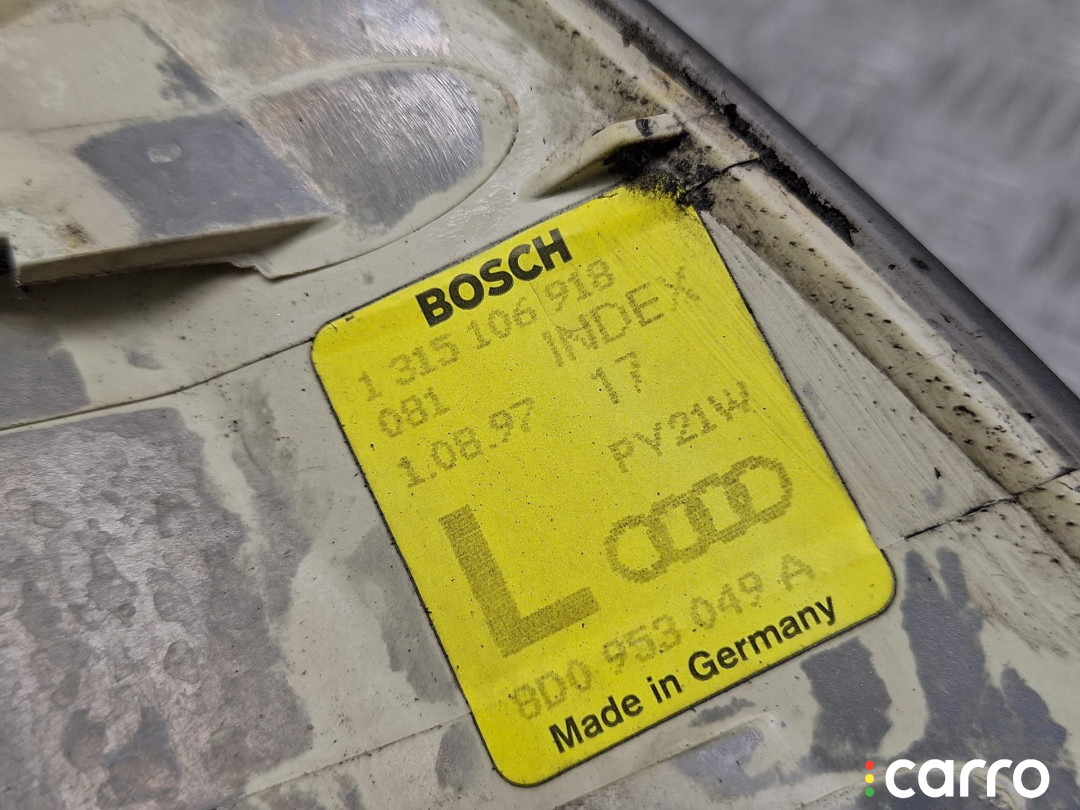 BOSCH
1 315 106 918
081 INDEX
1.08.97 17
PY21W
L
8D0 953 049 A
Made in Germany
carro